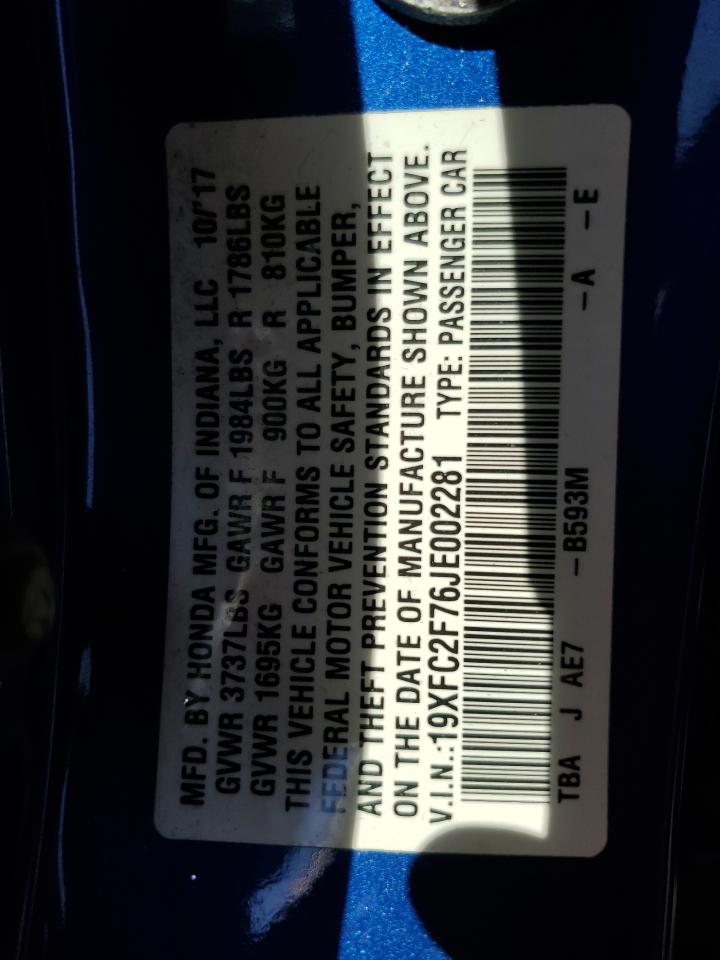 MFD. BY HONDA MFG. OF INDIANA, LLC 10/'17
GVWR 3737LBS GAWR F 1984LBS R 1786LBS
GVWR 1695KG GAWR F 900KG R 810KG
THIS VEHICLE CONFORMS TO ALL APPLICABLE
FEDERAL MOTOR VEHICLE SAFETY, BUMPER,
AND THEFT PREVENTION STANDARDS IN EFFECT
ON THE DATE OF MANUFACTURE SHOWN ABOVE.
V.I.N.:19XFC2F76JE002281 TYPE: PASSENGER CAR
TBA J AE7 -B593M -A -E